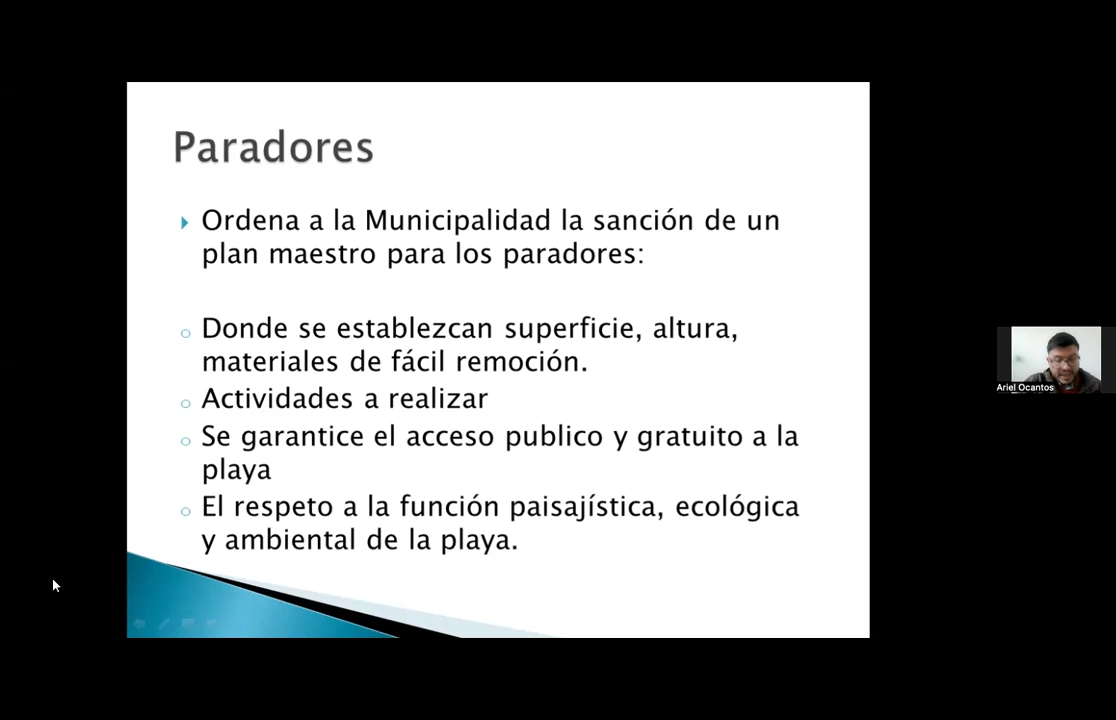 Paradores
Ordena a la Municipalidad la sanción de un
plan maestro para los paradores:
Donde se establezcan superficie, altura,
materiales de fácil remoción.
Actividades a realizar
Se garantice el acceso publico y gratuito a la
playa
El respeto a la función paisajística, ecológica
y ambiental de la playa.
Ariel Ocantos